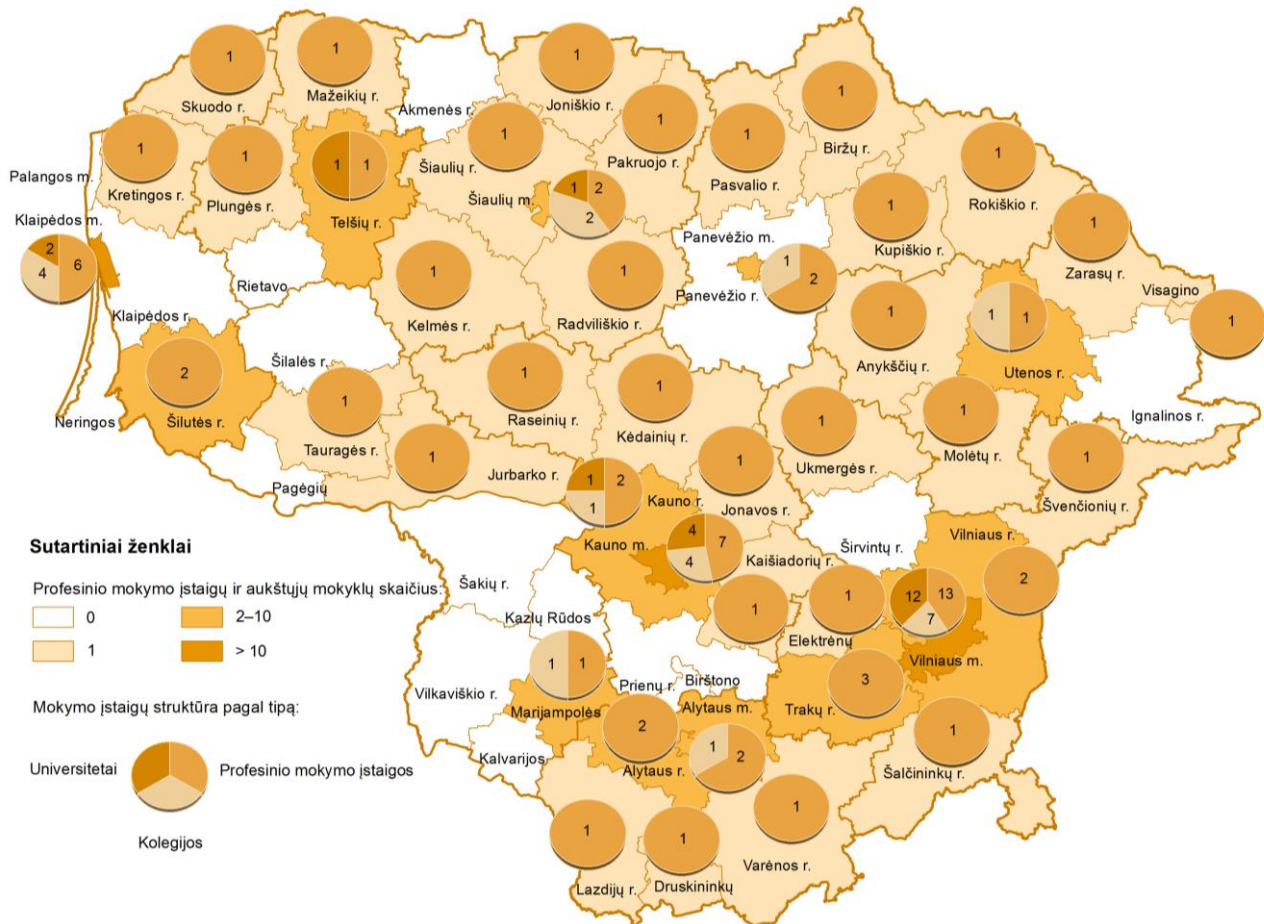 1
Skuodo r.
1
Mažeikių r.
Akmenės r.
1
Joniškio r.
1
Pakruojo r.
1
Šiaulių r.
1
Pasvalio r.
1
Biržų r.
1
Rokiškio r.
1
Kretingos r.
1
Plungės r.
1 1
Telšių r.
Šiaulių m.
1 2
2
Palangos m.
Klaipėdos m.
2 6
4
Klaipėdos r.
Rietavo
1
Kelmės r.
1
Radviliškio r.
Panevėžio m.
1 2
Panevėžio r.
1
Kupiškio r.
1
Zarasų r.
Visagino
1
1
Anykščių r.
1 1
Utenos r.
Ignalinos r.
2
Šilutės r.
Neringos
Šilalės r.
1
Tauragės r.
1
Raseinių r.
1
Kėdainių r.
1
Ukmergės r.
1
Molėtų r.
1
Švenčionių r.
Pagėgių
1
Jurbarko r.
1 2
1
Kauno r.
1
Jonavos r.
Kauno m.
4 7
4
Kaišiadorių r.
1
Širvintų r.
Vilniaus r.
2
1
Elektrėnų
12 13
7
Vilniaus m.
Šakių r.
Kazlų Rūdos
Vilkaviškio r.
1 1
Marijampolės
Prienų r.
Birštono
Kalvarijos
2
Alytaus r.
Alytaus m.
1 2
3
Trakų r.
1
Šalčininkų r.
1
Lazdijų r.
1
Druskininkų
1
Varėnos r.
Sutartiniai ženklai
Profesinio mokymo įstaigų ir aukštųjų mokyklų skaičius:
0 2–10
1 > 10
Mokymo įstaigų struktūra pagal tipą:
Universitetai Profesinio mokymo įstaigos
Kolegijos